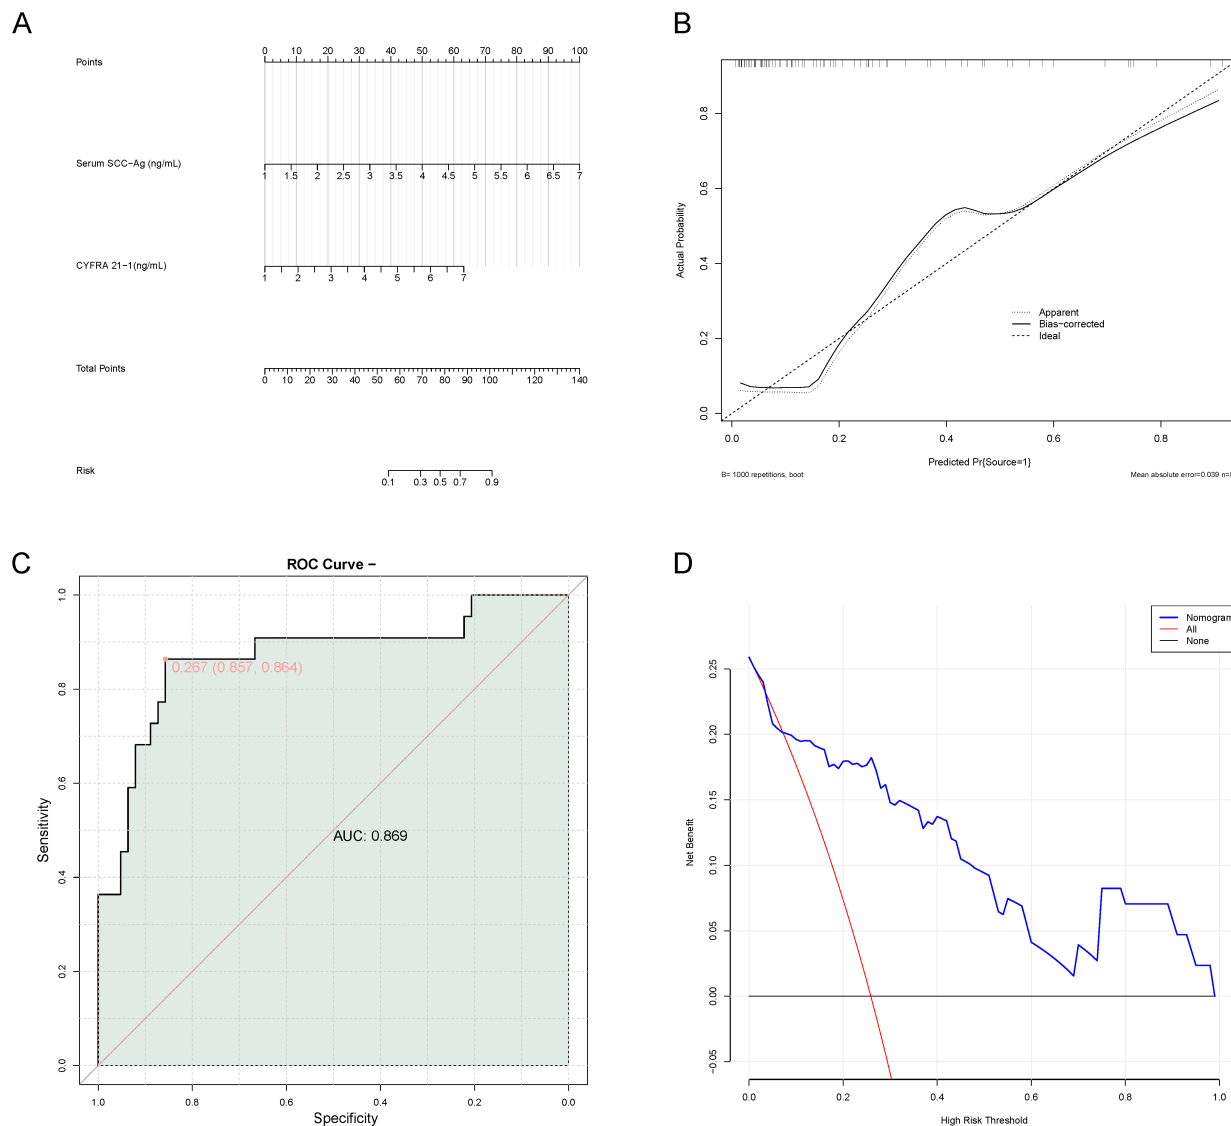 A
Points
0 10 20 30 40 50 60 70 80 90 100
Serum SCC−Ag (ng/mL)
1 1.5 2 2.5 3 3.5 4 4.5 5 5.5 6 6.5 7
CYFRA 21−1(ng/mL)
1 2 3 4 5 6 7
Total Points
0 10 20 30 40 50 60 70 80 90 100 120 140
Risk
0.1 0.3 0.5 0.7 0.9
B
Actual Probability
0.8
0.6
0.4
0.2
0.0
Apparent
Bias−corrected
Ideal
0.0 0.2 0.4 0.6 0.8
Predicted Pr{Source=1}
B= 1000 repetitions, boot
Mean absolute error=0.039 n=
C
ROC Curve −
Sensitivity
1.0
0.8
0.6
0.4
0.2
0.0
0.267 (0.857, 0.864)
AUC: 0.869
1.0 0.8 0.6 0.4 0.2 0.0
Specificity
D
Nomogram
All
None
Net Benefit
0.25
0.20
0.15
0.10
0.05
0.00
−0.05
0.0 0.2 0.4 0.6 0.8 1.0
High Risk Threshold